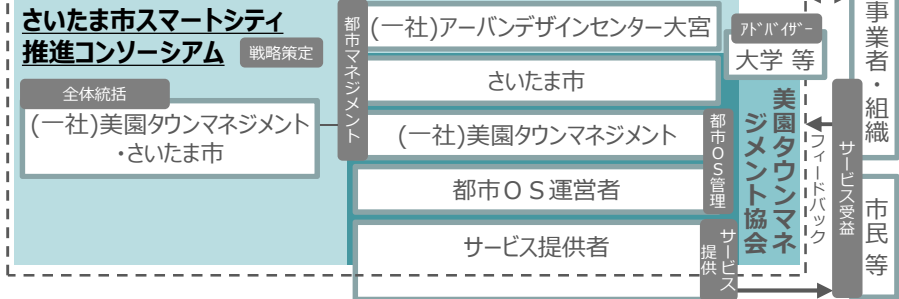 さいたま市スマートシティ
推進コンソーシアム
戦略策定
全体統括
(一社)美園タウンマネジメント
・さいたま市
都市マネジメント
(一社)アーバンデザインセンター大宮
さいたま市
(一社)美園タウンマネジメント
都市OS運営者
サービス提供者
都市OS管理
サービス
提供
ｱﾄﾞﾊﾞｲｻﾞｰ
大学 等
美園タウンマネ
ジメント協会
フィードバック
サービス受益
事業者・組織
市民 等